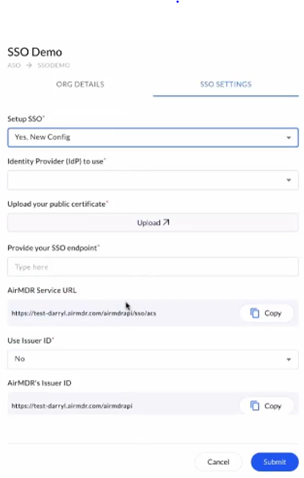 SSO Demo
ASO → SSODEMO
ORG DETAILS
SSO SETTINGS
Setup SSO*
Yes, New Config
Identity Provider (IdP) to use*
Upload your public certificate*
Upload
Provide your SSO endpoint*
Type here
AirMDR Service URL
https://test-darryl.airmdr.com/airmdrapi/sso/acs
Copy
Use Issuer ID*
No
AirMDR's Issuer ID
https://test-darryl.airmdr.com/airmdrapi
Copy
Cancel
Submit